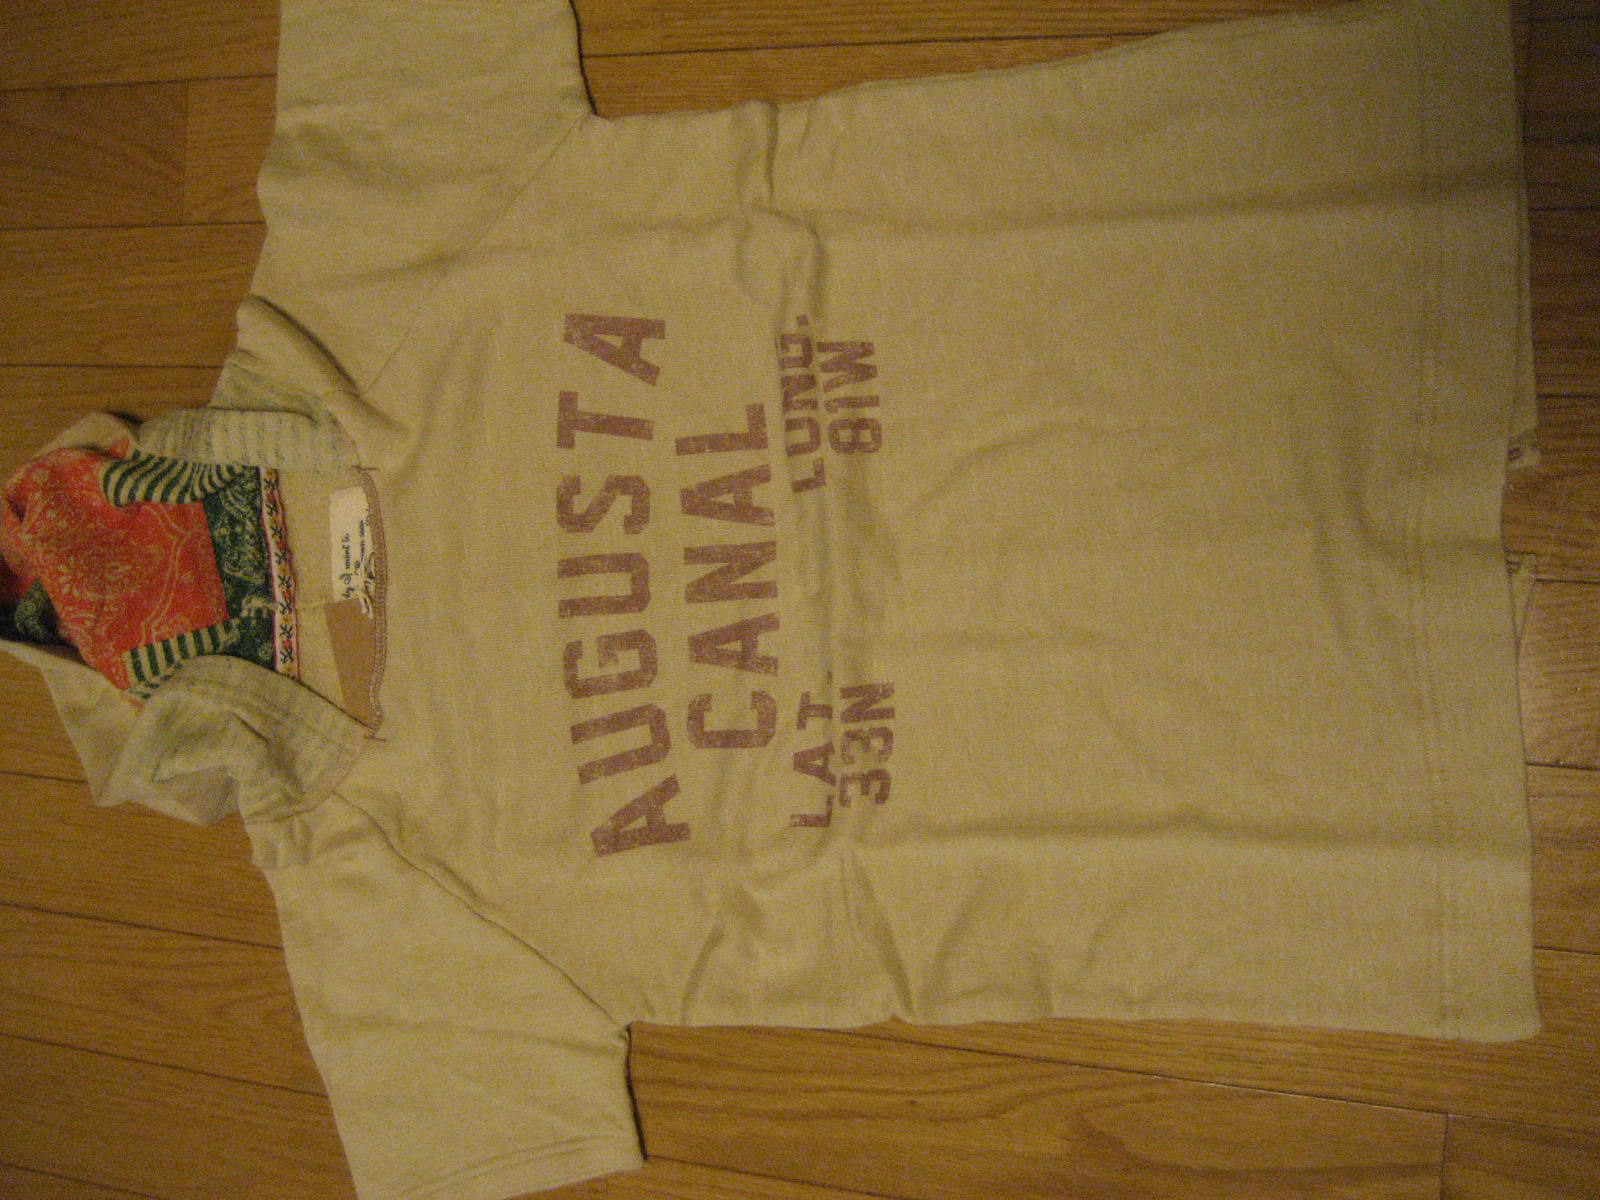 AUGUSTA
CANAL
LAT. LONG.
33N 81W